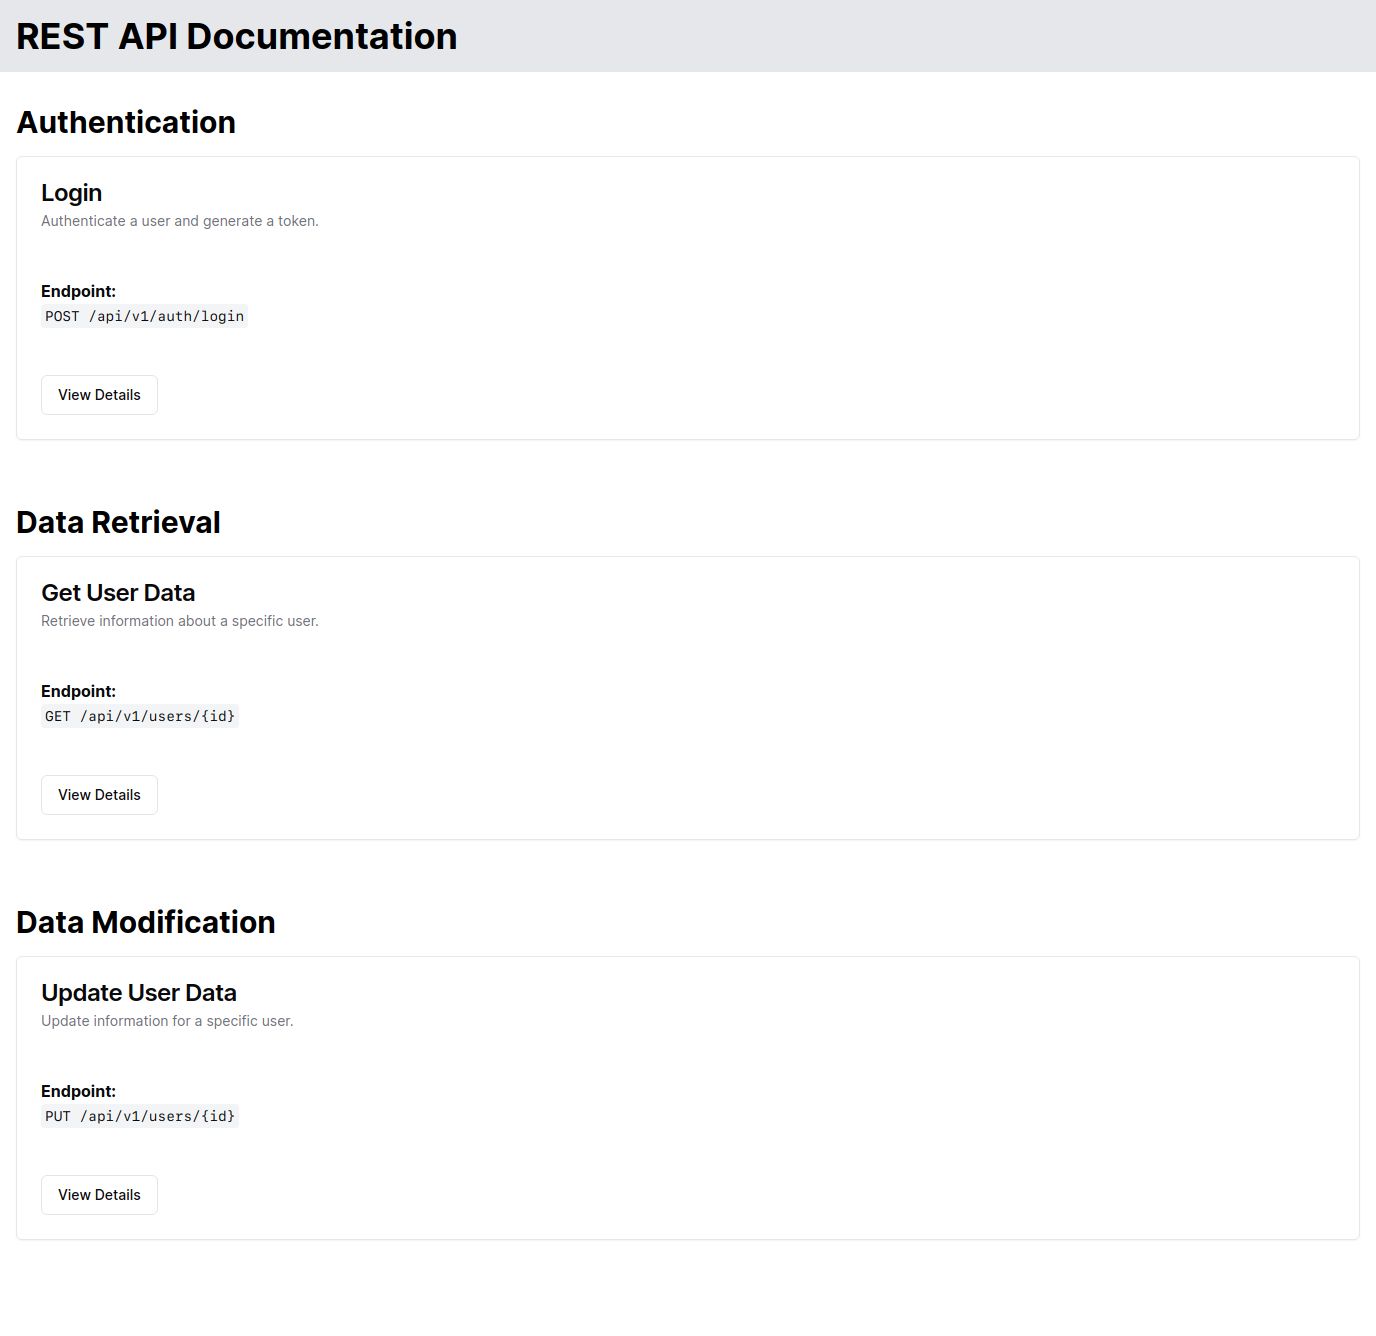 REST API Documentation
Authentication
Login
Authenticate a user and generate a token.
Endpoint:
POST /api/v1/auth/login
View Details
Data Retrieval
Get User Data
Retrieve information about a specific user.
Endpoint:
GET /api/v1/users/{id}
View Details
Data Modification
Update User Data
Update information for a specific user.
Endpoint:
PUT /api/v1/users/{id}
View Details